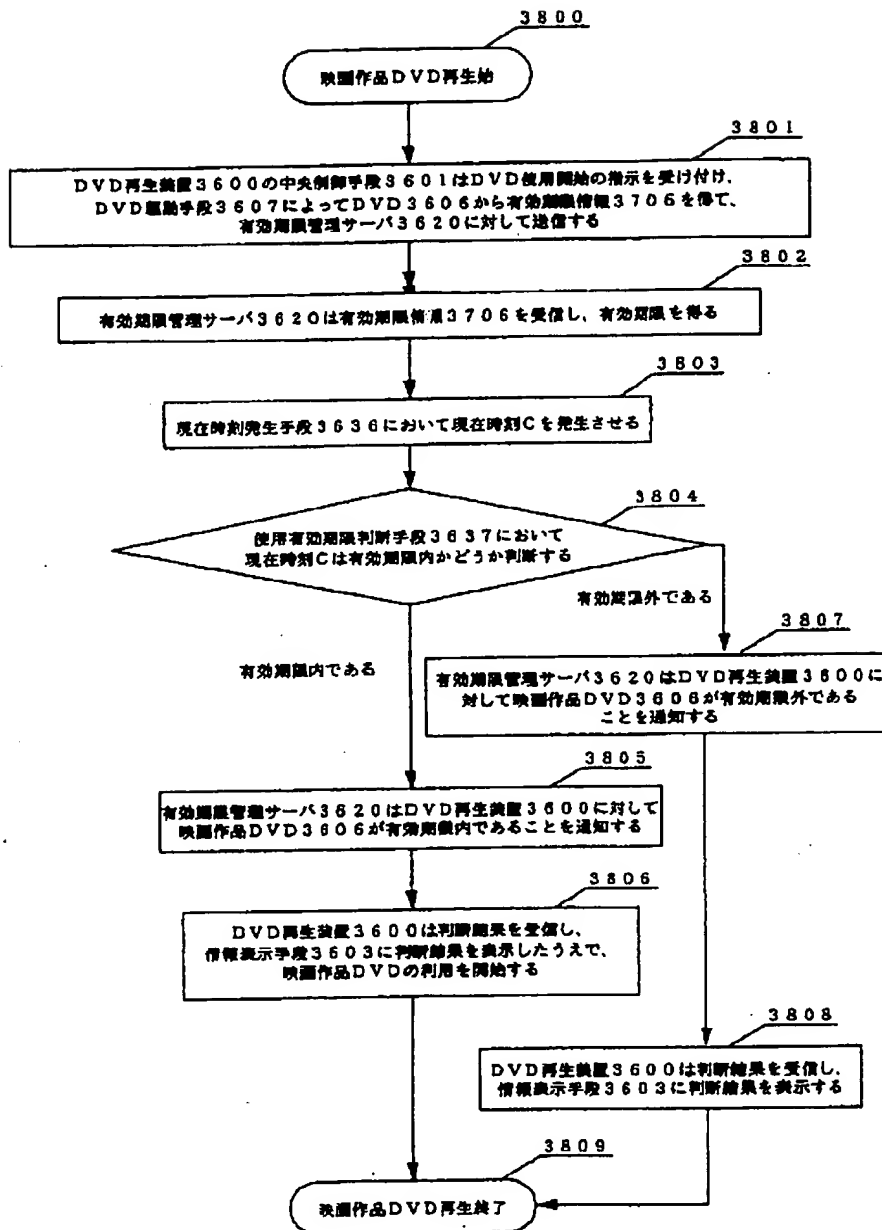 ３８００
映画作品ＤＶＤ再生始
３８０１
ＤＶＤ再生装置３６００の中央制御手段３６０１はＤＶＤ使用開始の指示を受け付け、
ＤＶＤ駆動手段３６０７によってＤＶＤ３６０６から有効期限情報３７０６を得て、
有効期限管理サーバ３６２０に対して送信する
３８０２
有効期限管理サーバ３６２０は有効期限情報３７０６を受信し、有効期限を得る
３８０３
現在時刻発生手段３６３６において現在時刻Ｃを発生させる
３８０４
使用有効期限判断手段３６３７において
現在時刻Ｃは有効期限内かどうか判断する
有効期限外である
３８０７
有効期限内である
有効期限管理サーバ３６２０はＤＶＤ再生装置３６００に
対して映画作品ＤＶＤ３６０６が有効期限外である
ことを通知する
３８０５
有効期限管理サーバ３６２０はＤＶＤ再生装置３６００に対して
映画作品ＤＶＤ３６０６が有効期限内であることを通知する
３８０６
ＤＶＤ再生装置３６００は判断結果を受信し、
情報表示手段３６０３に判断結果を表示したうえで、
映画作品ＤＶＤの利用を開始する
３８０８
ＤＶＤ再生装置３６００は判断結果を受信し、
情報表示手段３６０３に判断結果を表示する
３８０９
映画作品ＤＶＤ再生終了